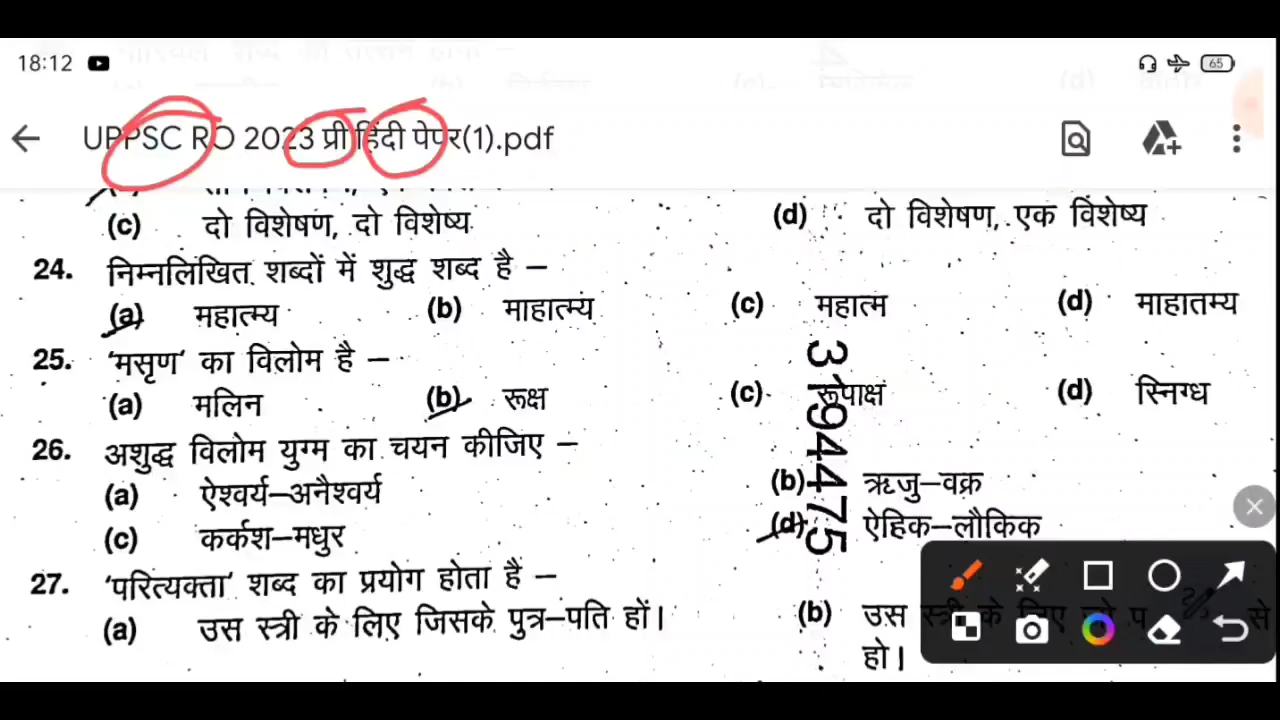 18:12
65
UPPSC RO 2023 प्री हिंदी पेपर(1).pdf
(c) दो विशेषण, दो विशेष्य (d) दो विशेषण, एक विशेष्य
24. निम्नलिखित शब्दों में शुद्ध शब्द है –
(a) महात्म्य (b) माहात्म्य (c) महात्म (d) माहातम्य
25. 'मसृण' का विलोम है –
(a) मलिन (b) रूक्ष (c) रूपाक्ष (d) स्निग्ध
26. अशुद्ध विलोम युग्म का चयन कीजिए –
(a) ऐश्वर्य–अनैश्वर्य (b) ऋजु–वक्र
(c) कर्कश–मधुर (d) ऐहिक–लौकिक
27. 'परित्यक्ता' शब्द का प्रयोग होता है –
(a) उस स्त्री के लिए जिसके पुत्र–पति हों। (b) उस स्त्री के लिए से
हो।
3194475